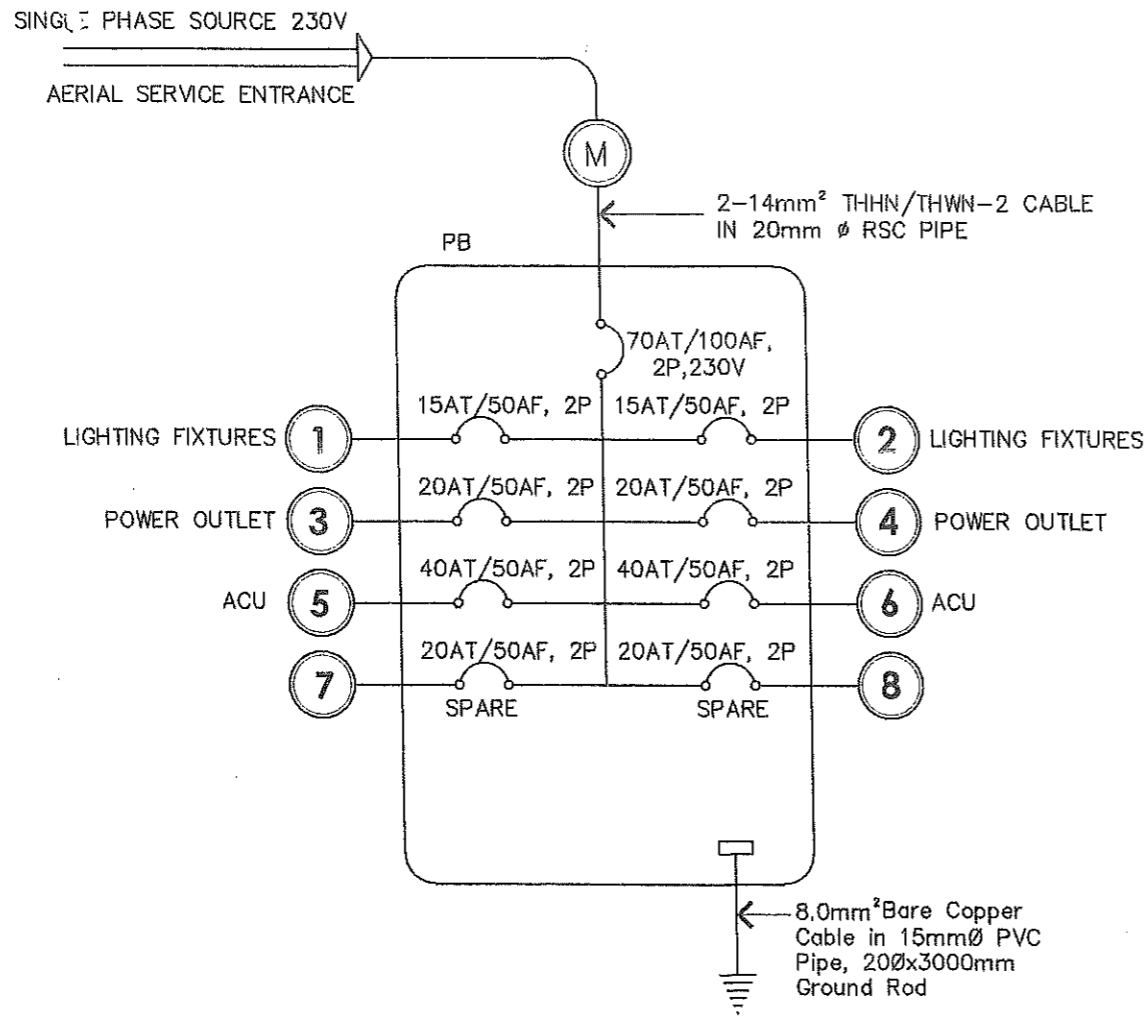 SINGLE PHASE SOURCE 230V
AERIAL SERVICE ENTRANCE
M
2-14mm² THHN/THWN-2 CABLE
IN 20mm ø RSC PIPE
PB
70AT/100AF,
2P,230V
15AT/50AF, 2P 15AT/50AF, 2P
LIGHTING FIXTURES 1 2 LIGHTING FIXTURES
20AT/50AF, 2P 20AT/50AF, 2P
POWER OUTLET 3 4 POWER OUTLET
40AT/50AF, 2P 40AT/50AF, 2P
ACU 5 6 ACU
20AT/50AF, 2P 20AT/50AF, 2P
7 8
SPARE SPARE
8.0mm²Bare Copper
Cable in 15mmØ PVC
Pipe, 20Øx3000mm
Ground Rod